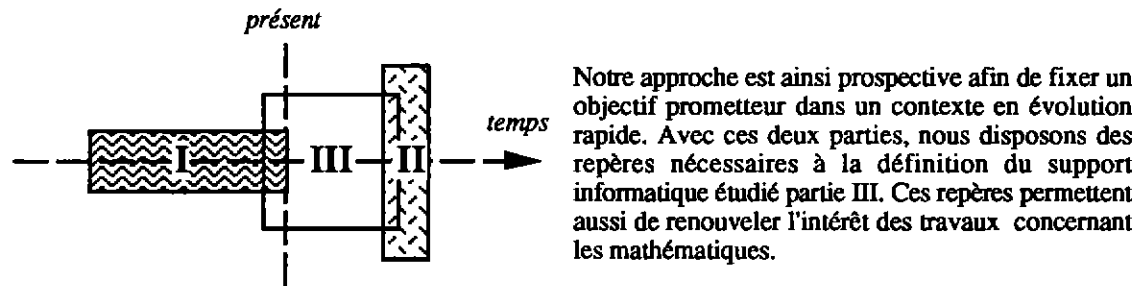 présent
temps
I
III
II
Notre approche est ainsi prospective afin de fixer un
objectif prometteur dans un contexte en évolution
rapide. Avec ces deux parties, nous disposons des
repères nécessaires à la définition du support
informatique étudié partie III. Ces repères permettent
aussi de renouveler l'intérêt des travaux concernant
les mathématiques.